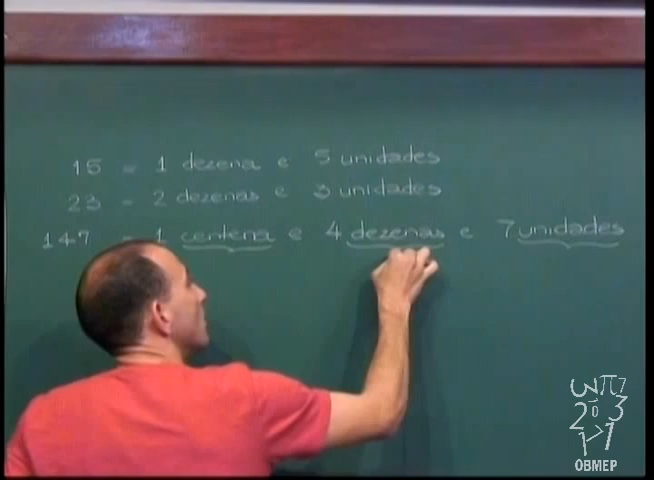 15 = 1 dezena e 5 unidades
23 = 2 dezenas e 3 unidades
147 = 1 centena e 4 dezenas e 7 unidades
OBMEP